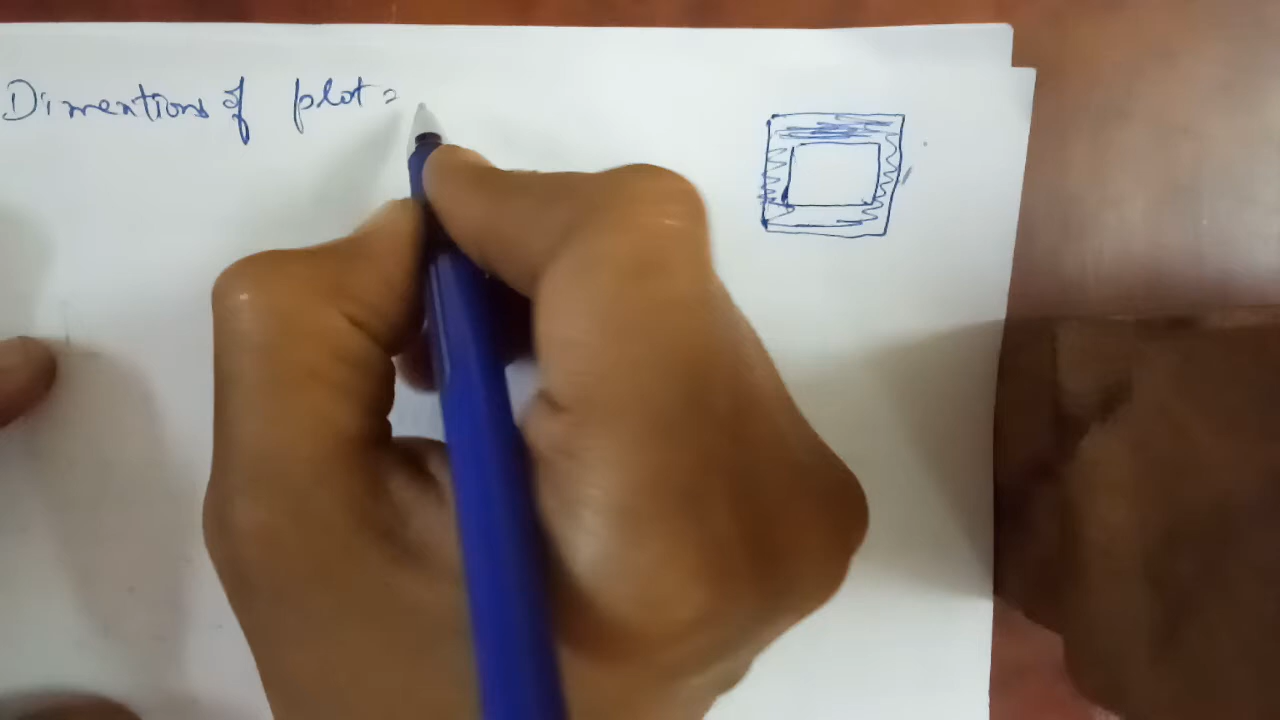 Dimentions of plot =